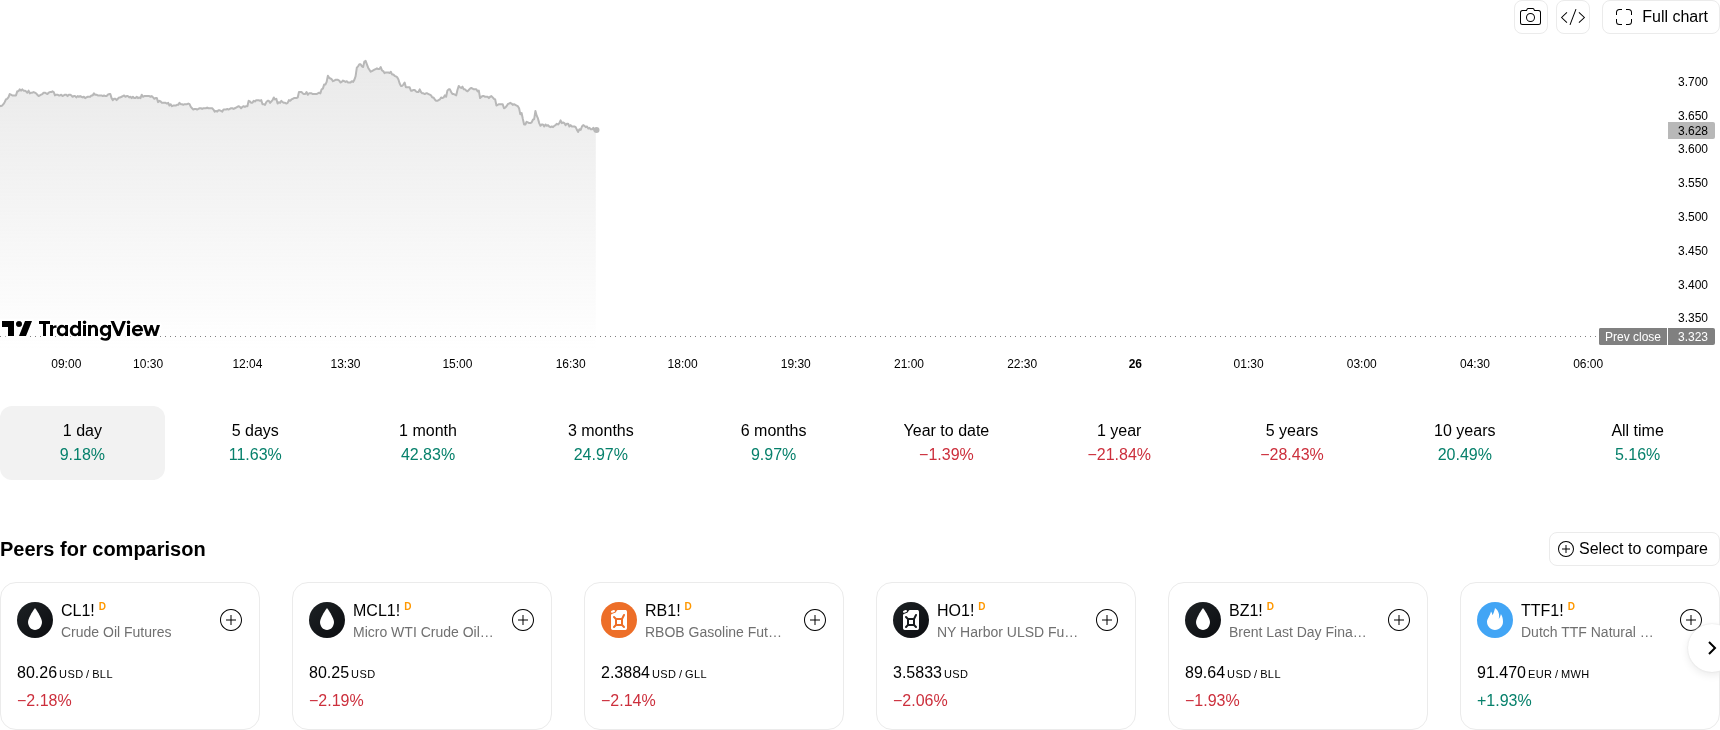 Full chart
3.700
3.650
3.628
3.600
3.550
3.500
3.450
3.400
3.350
TradingView
Prev close 3.323
09:00 10:30 12:04 13:30 15:00 16:30 18:00 19:30 21:00 22:30 26 01:30 03:00 04:30 06:00
1 day 5 days 1 month 3 months 6 months Year to date 1 year 5 years 10 years All time
9.18% 11.63% 42.83% 24.97% 9.97% −1.39% −21.84% −28.43% 20.49% 5.16%
Peers for comparison
Select to compare
CL1! D
Crude Oil Futures
80.26 USD / BLL
−2.18%
MCL1! D
Micro WTI Crude Oil…
80.25 USD
−2.19%
RB1! D
RBOB Gasoline Fut…
2.3884 USD / GLL
−2.14%
HO1! D
NY Harbor ULSD Fu…
3.5833 USD
−2.06%
BZ1! D
Brent Last Day Fina…
89.64 USD / BLL
−1.93%
TTF1! D
Dutch TTF Natural …
91.470 EUR / MWH
+1.93%